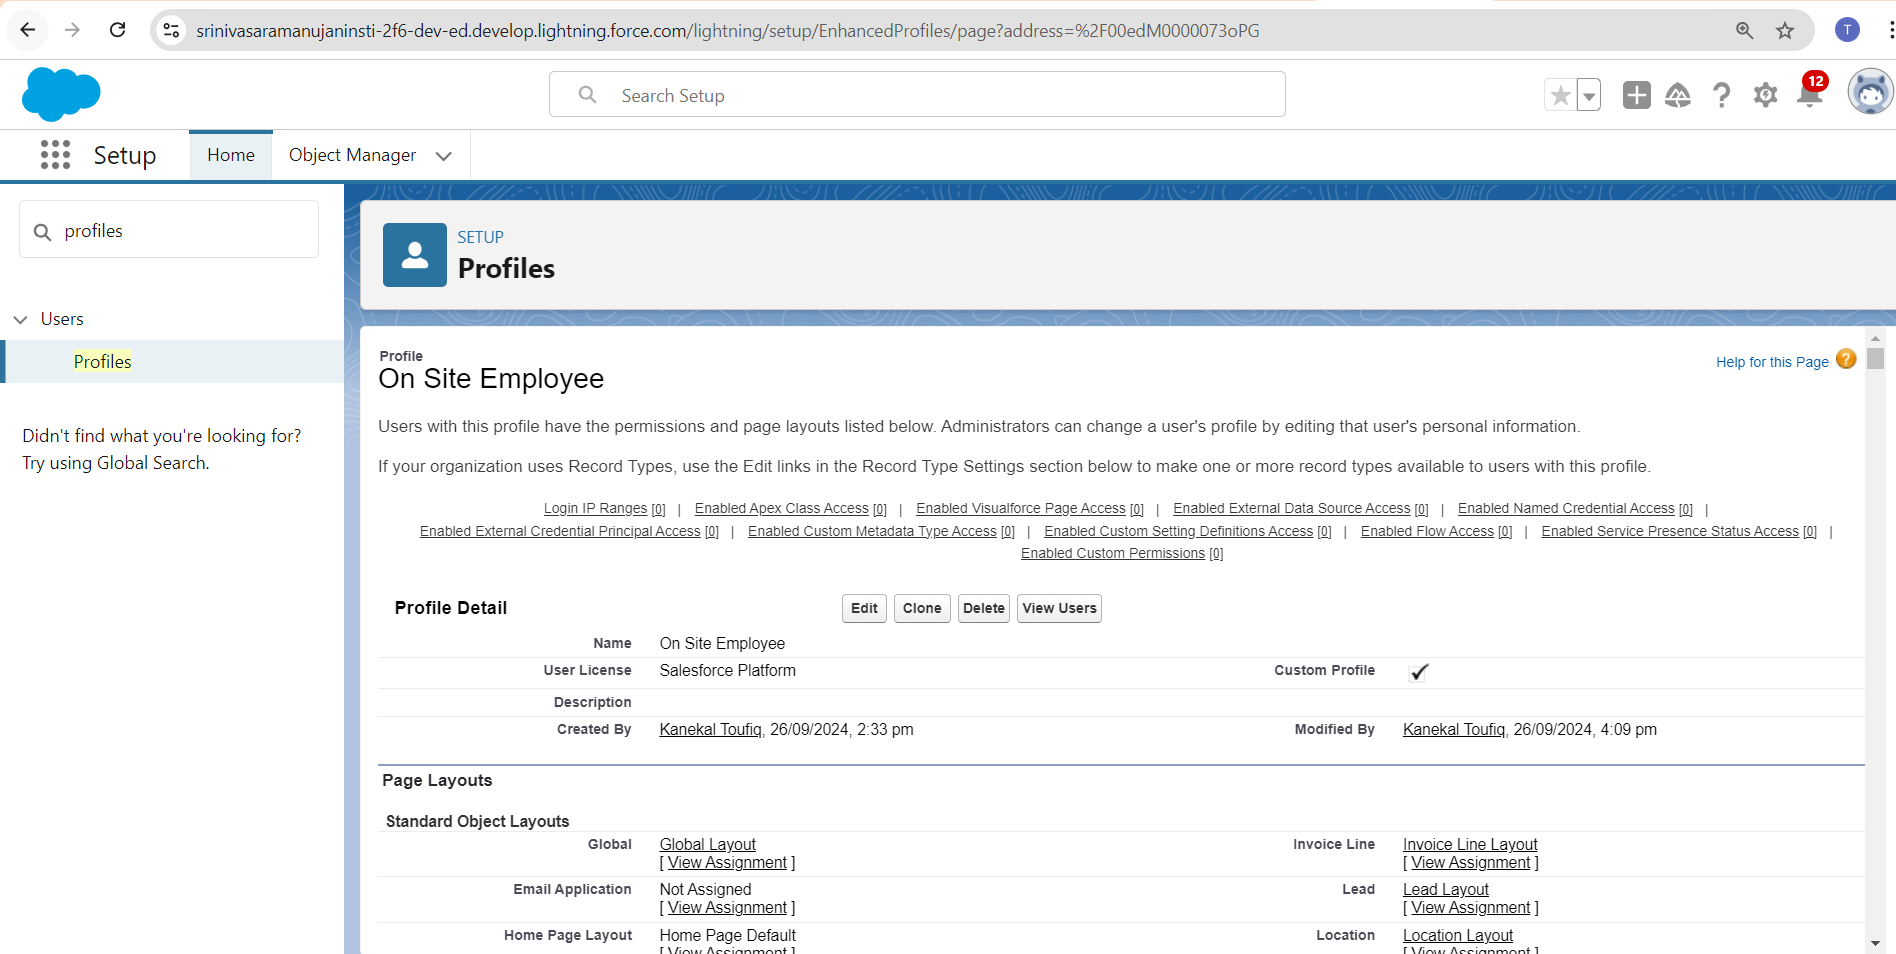 srinivasaramanujaninsti-2f6-dev-ed.develop.lightning.force.com/lightning/setup/EnhancedProfiles/page?address=%2F00edM0000073oPG
T
Search Setup
12
Setup
Home
Object Manager
profiles
Users
Profiles
Didn't find what you're looking for?
Try using Global Search.
SETUP
Profiles
Profile
On Site Employee
Help for this Page ?
Users with this profile have the permissions and page layouts listed below. Administrators can change a user's profile by editing that user's personal information.
If your organization uses Record Types, use the Edit links in the Record Type Settings section below to make one or more record types available to users with this profile.
Login IP Ranges [0] | Enabled Apex Class Access [0] | Enabled Visualforce Page Access [0] | Enabled External Data Source Access [0] | Enabled Named Credential Access [0] |
Enabled External Credential Principal Access [0] | Enabled Custom Metadata Type Access [0] | Enabled Custom Setting Definitions Access [0] | Enabled Flow Access [0] | Enabled Service Presence Status Access [0] |
Enabled Custom Permissions [0]
Profile Detail
Edit Clone Delete View Users
Name On Site Employee
User License Salesforce Platform Custom Profile
Description
Created By Kanekal Toufiq, 26/09/2024, 2:33 pm Modified By Kanekal Toufiq, 26/09/2024, 4:09 pm
Page Layouts
Standard Object Layouts
Global Global Layout Invoice Line Invoice Line Layout
[ View Assignment ] [ View Assignment ]
Email Application Not Assigned Lead Lead Layout
[ View Assignment ] [ View Assignment ]
Home Page Layout Home Page Default Location Location Layout
[ View Assignment ] [ View Assignment ]